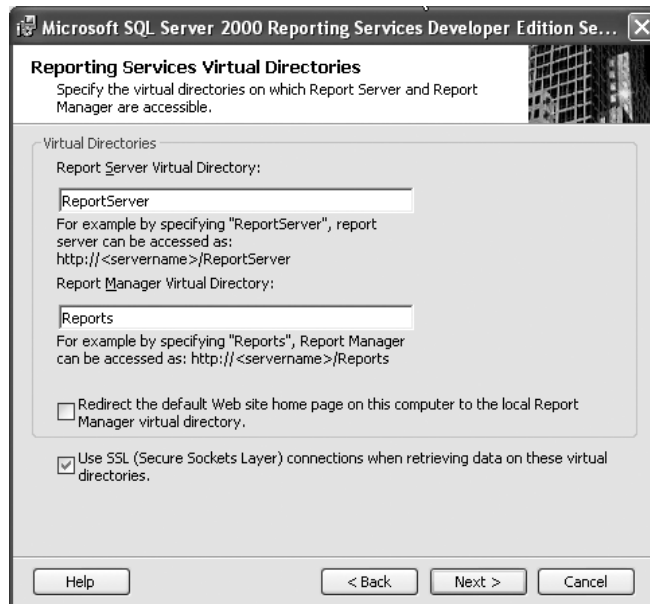 Microsoft SQL Server 2000 Reporting Services Developer Edition Se...
Reporting Services Virtual Directories
Specify the virtual directories on which Report Server and Report
Manager are accessible.
Virtual Directories
Report Server Virtual Directory:
ReportServer
For example by specifying "ReportServer", report
server can be accessed as:
http://<servername>/ReportServer
Report Manager Virtual Directory:
Reports
For example by specifying "Reports", Report Manager
can be accessed as: http://<servername>/Reports
Redirect the default Web site home page on this computer to the local Report
Manager virtual directory.
Use SSL (Secure Sockets Layer) connections when retrieving data on these virtual
directories.
Help
< Back
Next >
Cancel